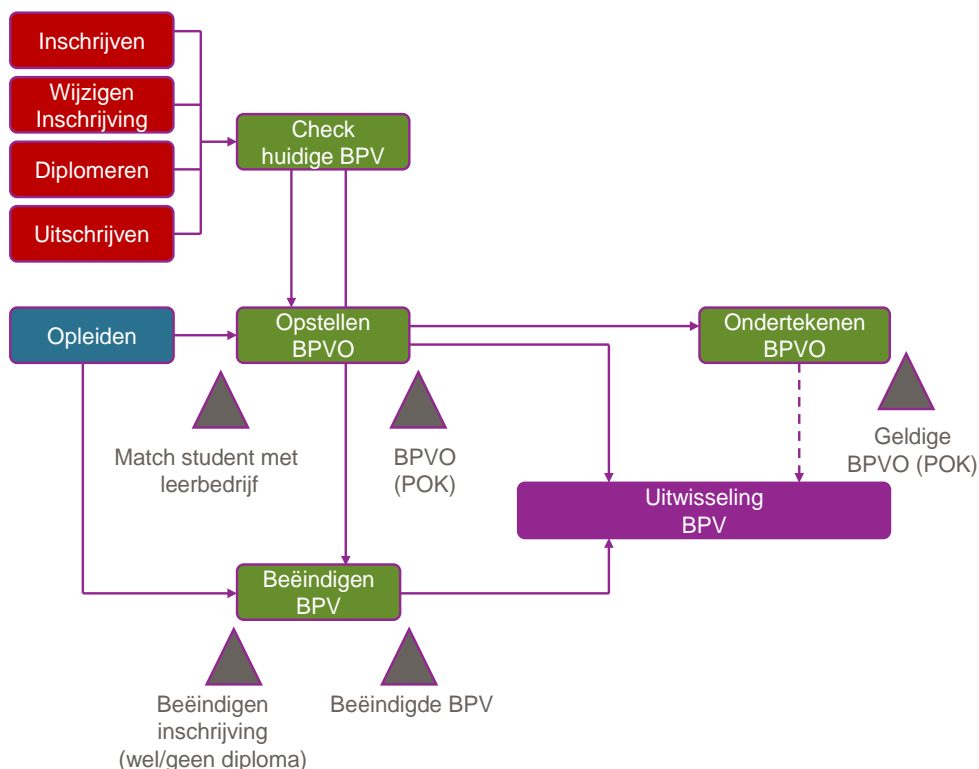 Inschrijven
Wijzigen
Inschrijving
Diplomeren
Uitschrijven
Check
huidige BPV
Opleiden
Opstellen
BPVO
Ondertekenen
BPVO
Match student met
leerbedrijf
BPVO
(POK)
Geldige
BPVO (POK)
Uitwisseling
BPV
Beëindigen
BPV
Beëindigen
inschrijving
(wel/geen diploma)
Beëindigde BPV